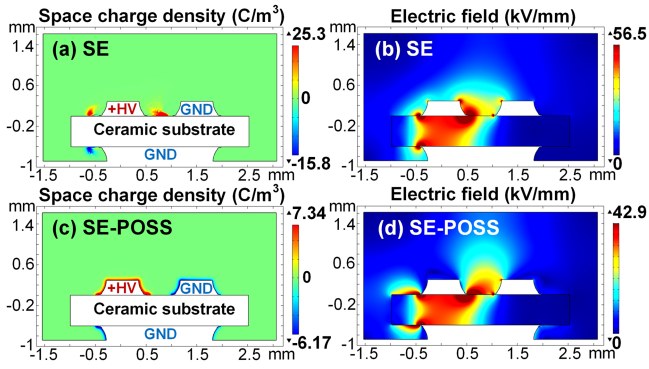 Space charge density (C/m³)
Electric field (kV/mm)
mm
1.4
0.6
-0.2
-1
(a) SE
+HV
GND
Ceramic substrate
GND
25.3
0
-15.8
-1.5
-0.5
0.5
1.5
2.5
mm
mm
1.4
0.6
-0.2
-1
(b) SE
56.5
0
-1.5
-0.5
0.5
1.5
2.5
mm
Space charge density (C/m³)
Electric field (kV/mm)
mm
1.4
0.6
-0.2
-1
(c) SE-POSS
+HV
GND
Ceramic substrate
GND
7.34
0
-6.17
-1.5
-0.5
0.5
1.5
2.5
mm
mm
1.4
0.6
-0.2
-1
(d) SE-POSS
42.9
0
-1.5
-0.5
0.5
1.5
2.5
mm